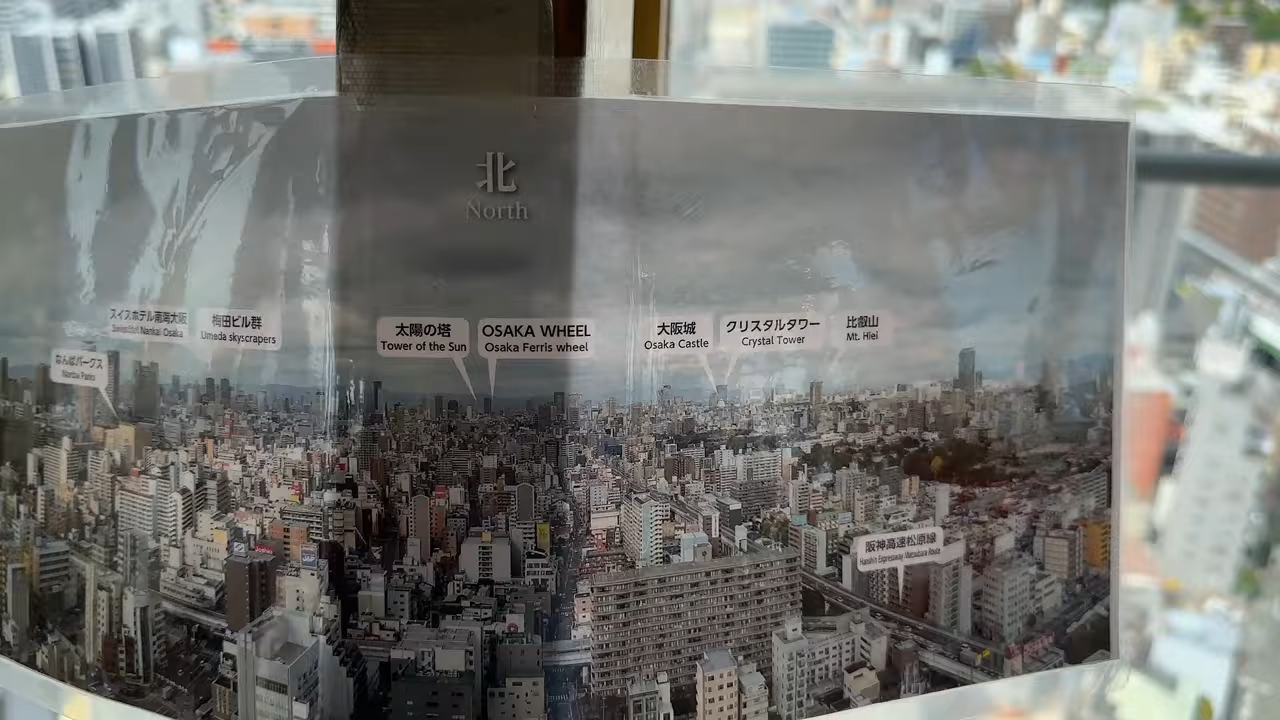 北
North
スイスホテル南海大阪
Swissotel Nankai Osaka
梅田ビル群
Umeda skyscrapers
太陽の塔
Tower of the Sun
OSAKA WHEEL
Osaka Ferris wheel
大阪城
Osaka Castle
クリスタルタワー
Crystal Tower
比叡山
Mt. Hiei
なんばパークス
Namba Parks
阪神高速松原線
Hanshin Expressway Matsubara Route